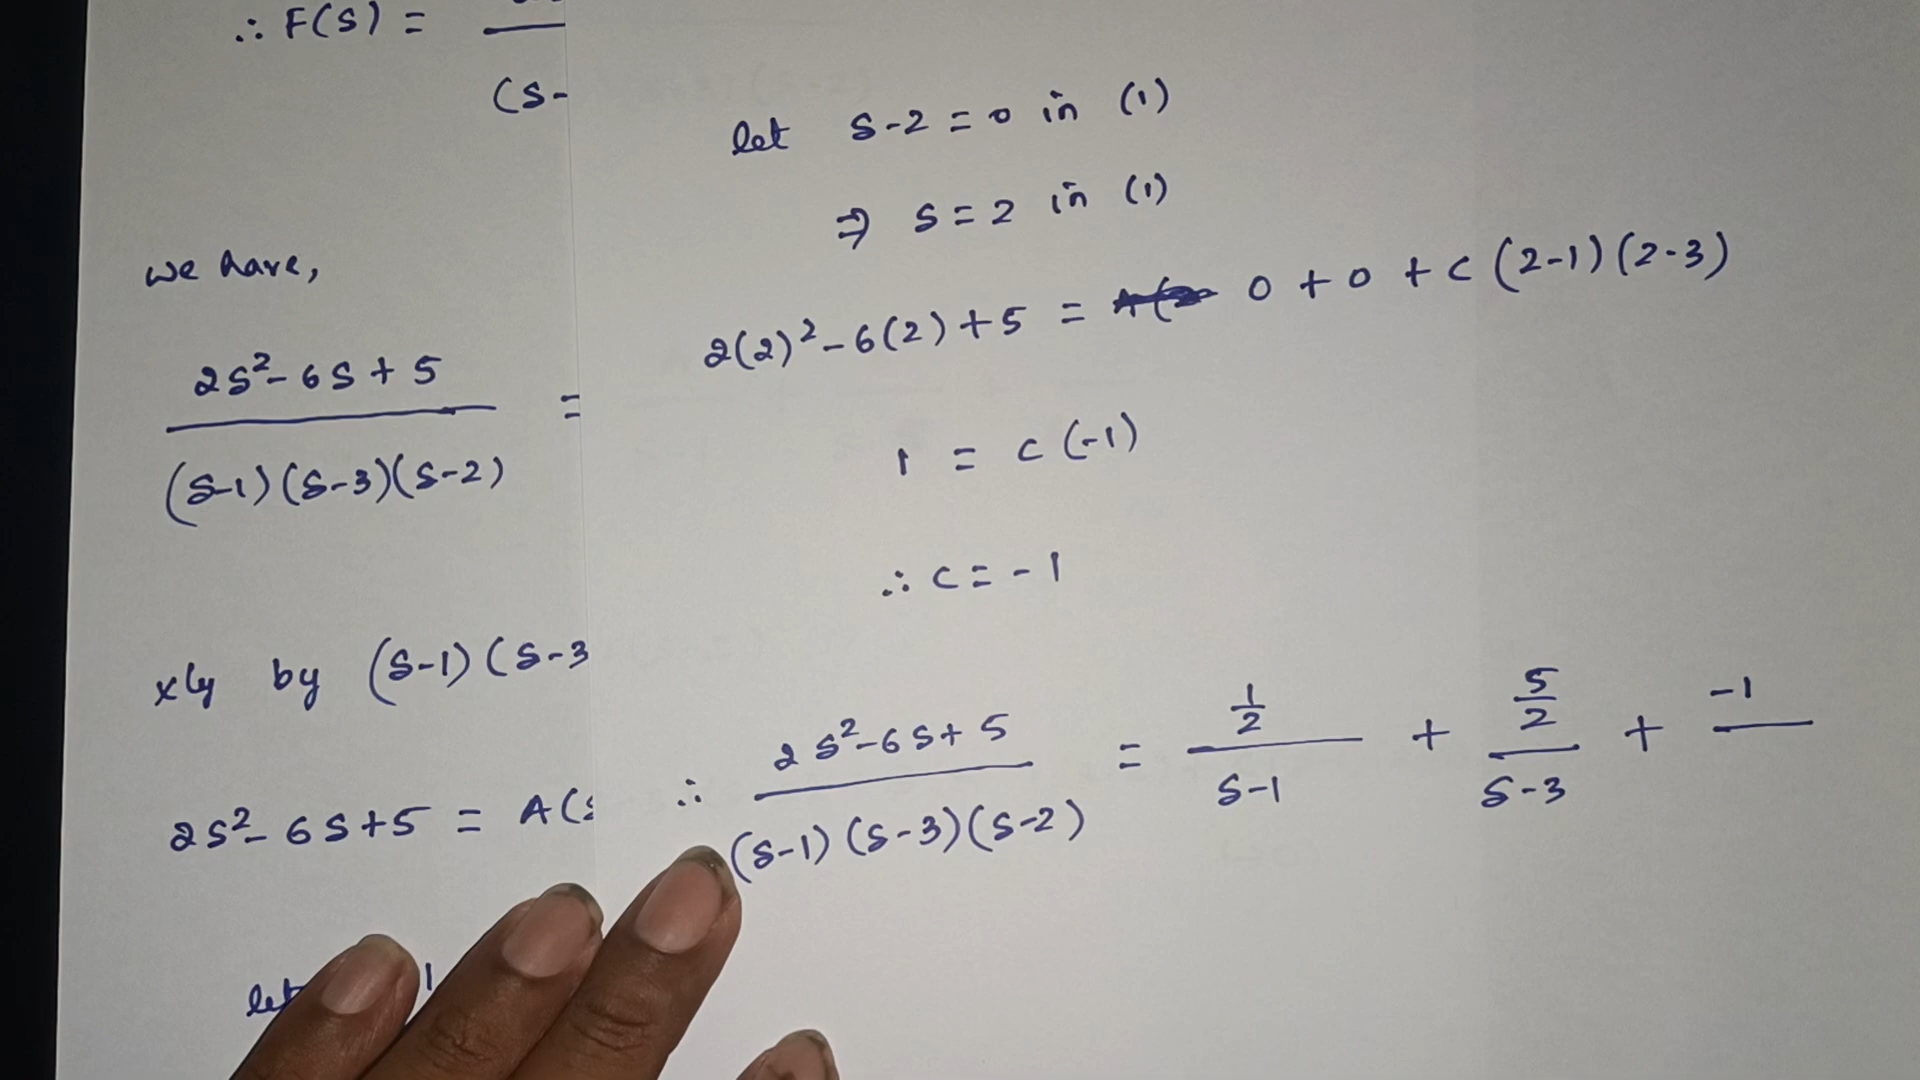 ∴ F(S) =
(S-
we have,
2S²- 6S + 5
=
(S-1)(S-3)(S-2)
xly by (S-1)(S-3
2S²- 6S+5 = A(
let
let S-2 = 0 in (1)
⇒ S = 2 in (1)
2(2)²- 6(2)+5 = 0 + 0 + C (2-1)(2-3)
1 = C (-1)
∴ C = -1
∴ 2S²-6S+5 / (S-1)(S-3)(S-2) = 1/2 / S-1 + 5/2 / S-3 + -1 /